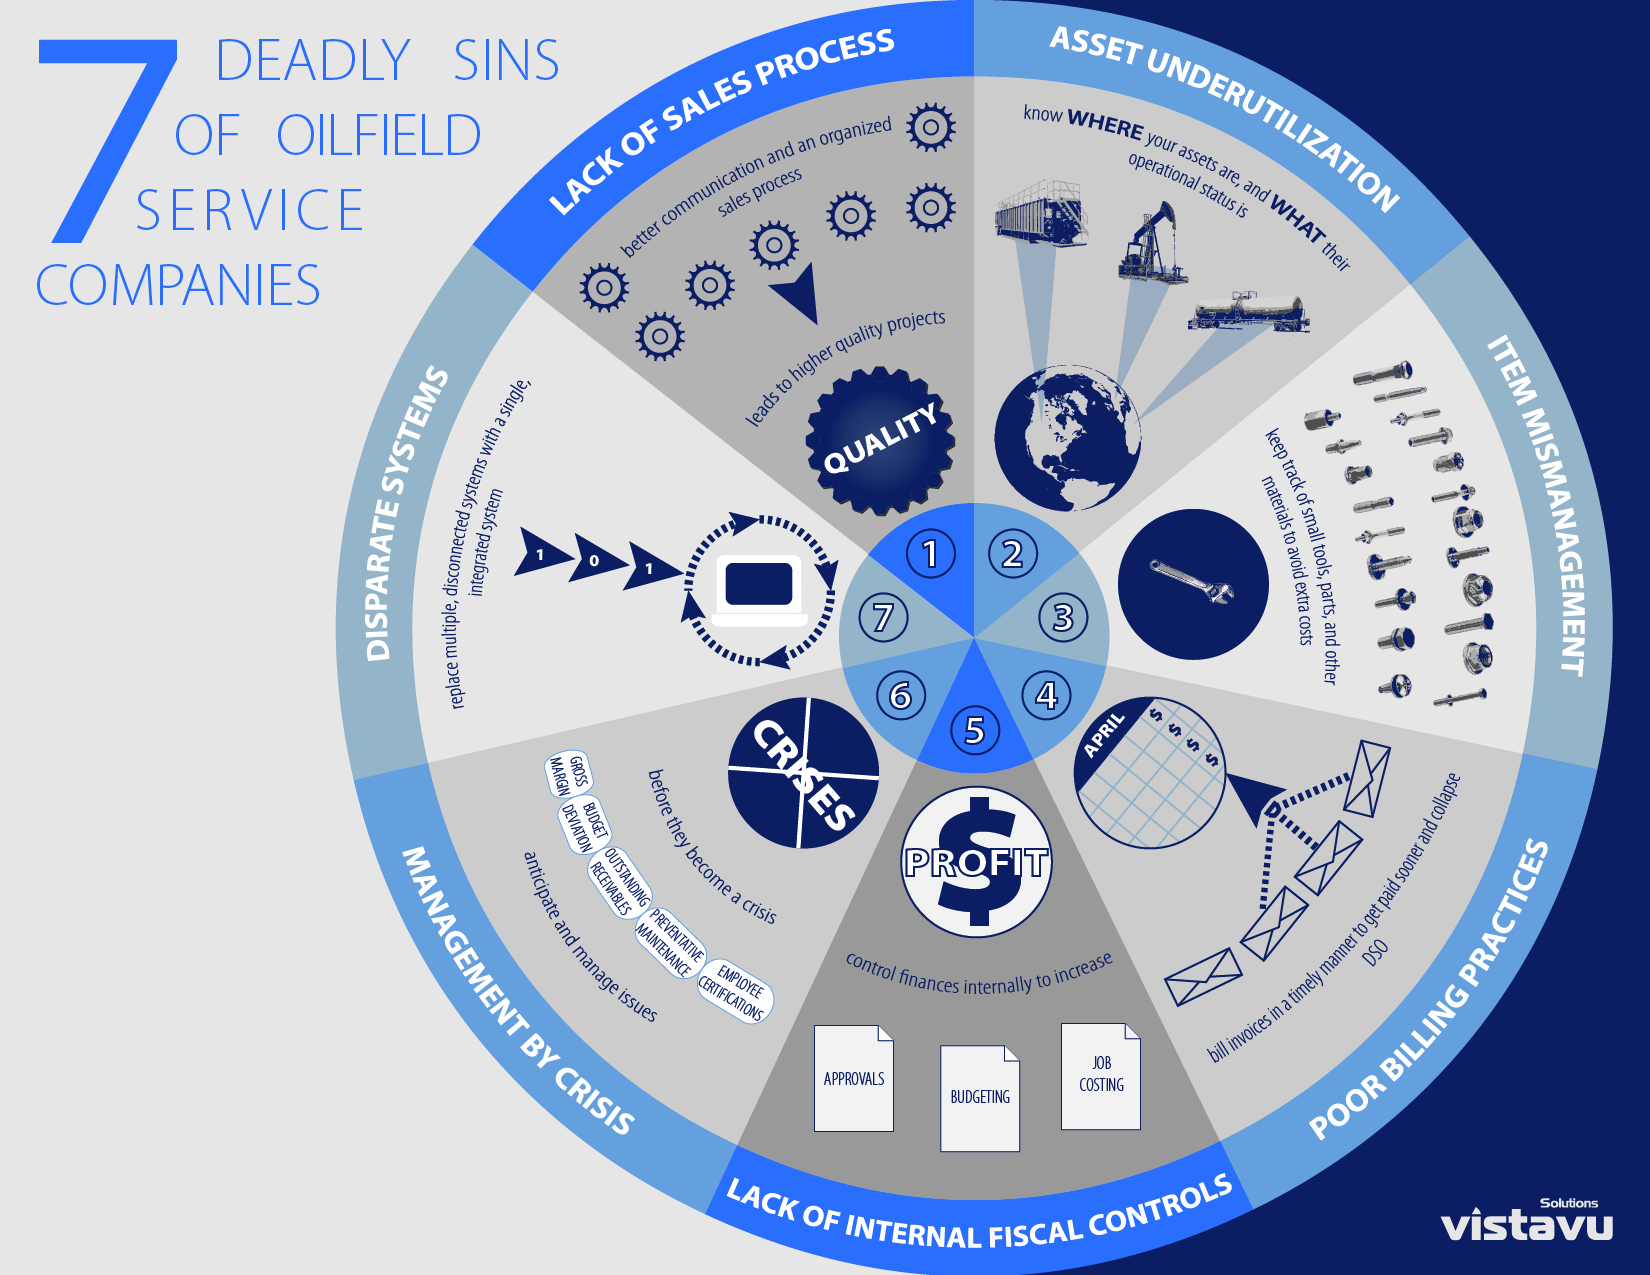 7 DEADLY SINS
OF OILFIELD
SERVICE
COMPANIES
LACK OF SALES PROCESS
better communication and an organized
sales process
leads to higher quality projects
QUALITY
1
ASSET UNDERUTILIZATION
know WHERE your assets are, and WHAT their
operational status is
2
ITEM MISMANAGEMENT
keep track of small tools, parts, and other
materials to avoid extra costs
3
POOR BILLING PRACTICES
bill invoices in a timely manner to get paid sooner and collapse
DSO
APRIL
$ $ $ $
4
LACK OF INTERNAL FISCAL CONTROLS
$
PROFIT
control finances internally to increase
APPROVALS
BUDGETING
JOB
COSTING
5
MANAGEMENT BY CRISIS
anticipate and manage issues
GROSS
MARGIN
BUDGET
DEVIATION
OUTSTANDING
RECEIVABLES
PREVENTATIVE
MAINTENANCE
EMPLOYEE
CERTIFICATIONS
before they become a crisis
CRISES
6
DISPARATE SYSTEMS
replace multiple, disconnected systems with a single,
integrated system
1 0 1
7
Solutions
vistavu